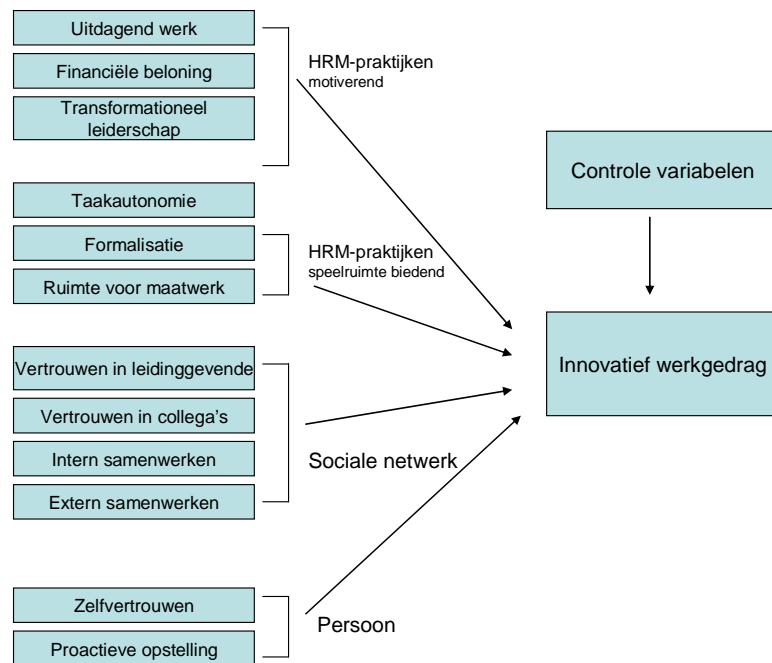 Uitdagend werk
Financiële beloning
Transformationeel
leiderschap
HRM-praktijken
motiverend
Taakautonomie
Formalisatie
Ruimte voor maatwerk
HRM-praktijken
speelruimte biedend
Vertrouwen in leidinggevende
Vertrouwen in collega's
Intern samenwerken
Extern samenwerken
Sociale netwerk
Zelfvertrouwen
Proactieve opstelling
Persoon
Controle variabelen
Innovatief werkgedrag